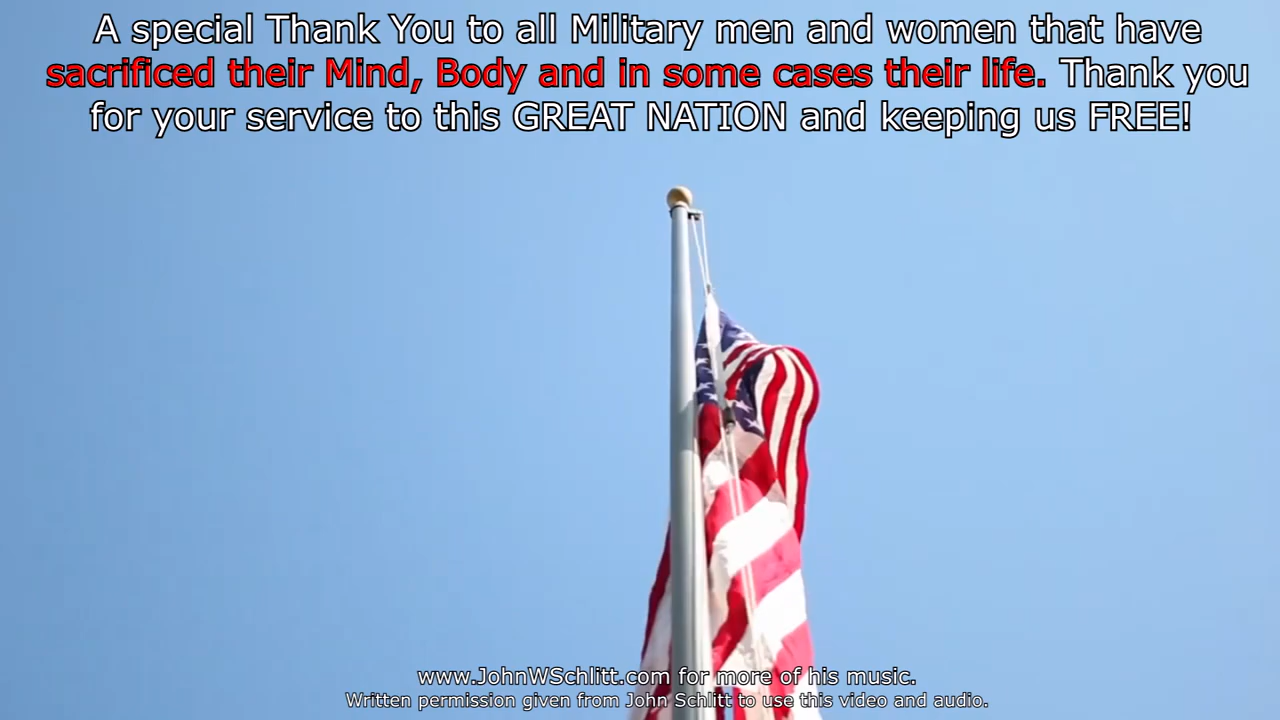 A special Thank You to all Military men and women that have
sacrificed their Mind, Body and in some cases their life. Thank you
for your service to this GREAT NATION and keeping us FREE!
www.JohnWSchlitt.com for more of his music.
Written permission given from John Schlitt to use this video and audio.